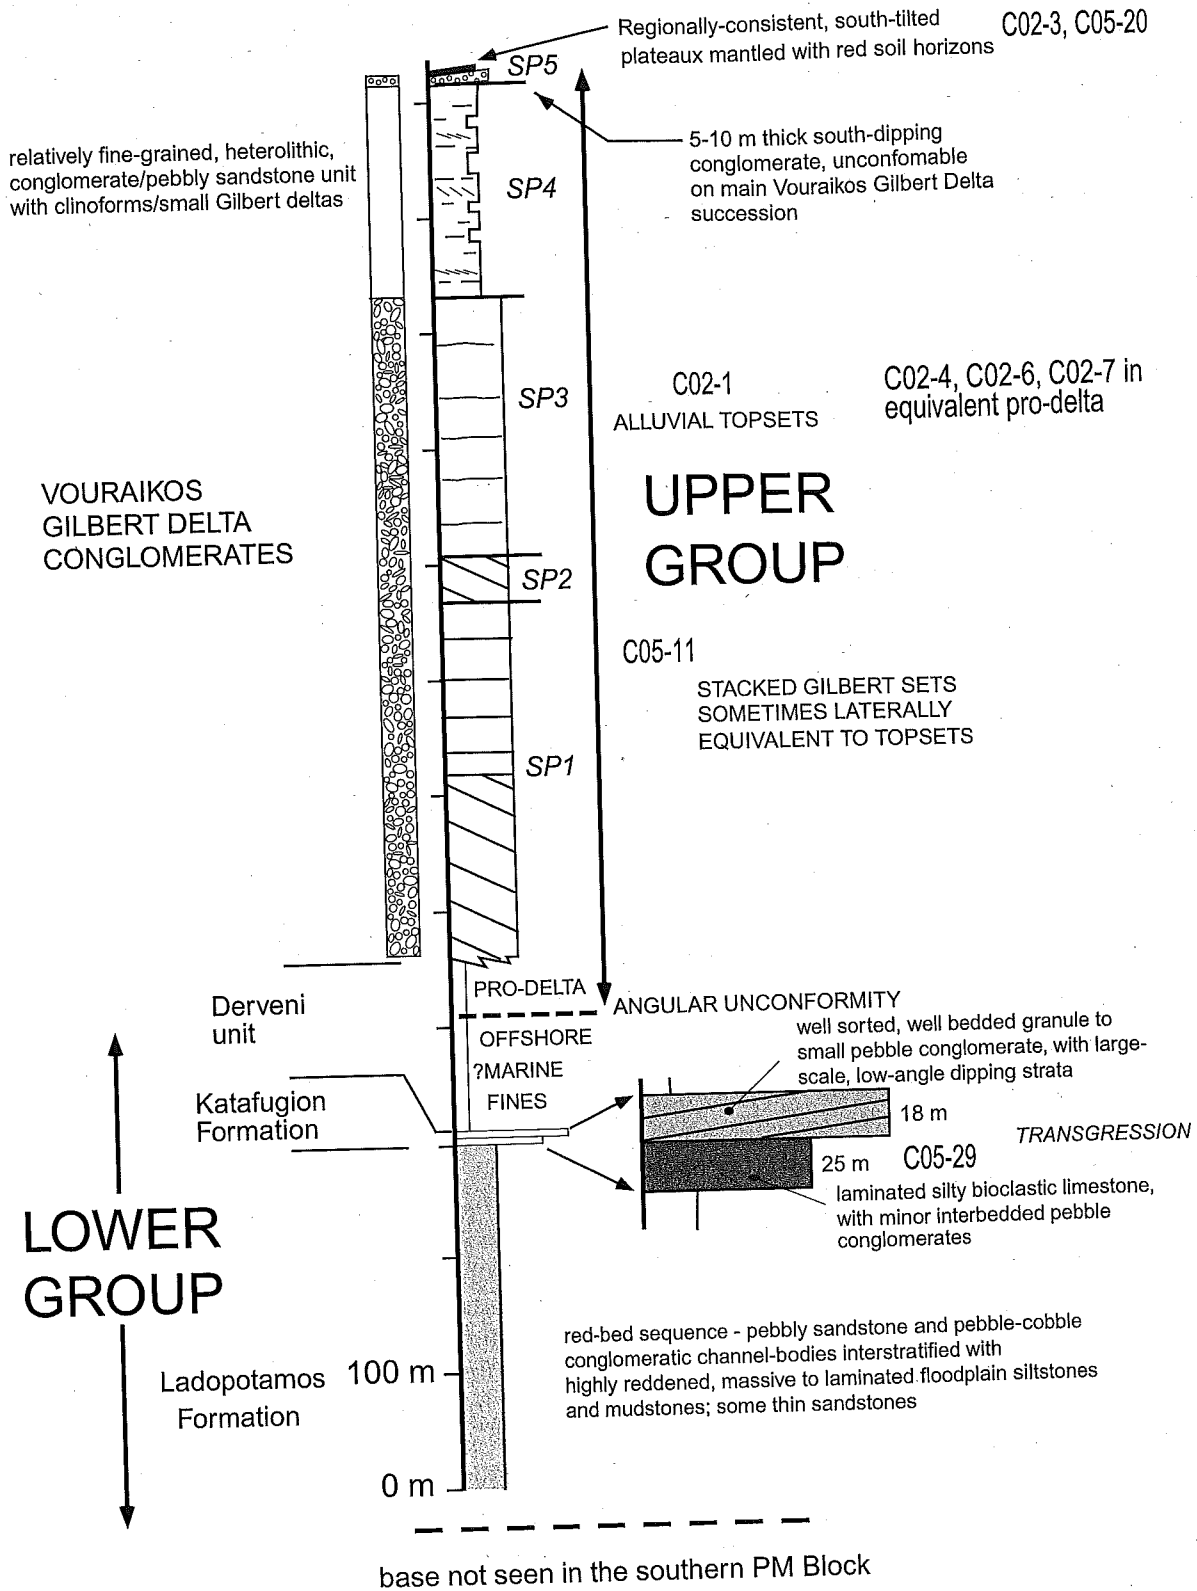 Regionally-consistent, south-tilted
plateaux mantled with red soil horizons
C02-3, C05-20
SP5
5-10 m thick south-dipping
conglomerate, unconfomable
on main Vouraikos Gilbert Delta
succession
relatively fine-grained, heterolithic,
conglomerate/pebbly sandstone unit
with clinoforms/small Gilbert deltas
SP4
SP3
C02-1
ALLUVIAL TOPSETS
C02-4, C02-6, C02-7 in
equivalent pro-delta
VOURAIKOS
GILBERT DELTA
CONGLOMERATES
UPPER
GROUP
SP2
C05-11
STACKED GILBERT SETS
SOMETIMES LATERALLY
EQUIVALENT TO TOPSETS
SP1
PRO-DELTA
ANGULAR UNCONFORMITY
Derveni
unit
OFFSHORE
?MARINE
FINES
well sorted, well bedded granule to
small pebble conglomerate, with large-
scale, low-angle dipping strata
Katafugion
Formation
18 m
TRANSGRESSION
25 m
C05-29
laminated silty bioclastic limestone,
with minor interbedded pebble
conglomerates
LOWER
GROUP
red-bed sequence - pebbly sandstone and pebble-cobble
conglomeratic channel-bodies interstratified with
highly reddened, massive to laminated floodplain siltstones
and mudstones; some thin sandstones
Ladopotamos
Formation
100 m
0 m
base not seen in the southern PM Block